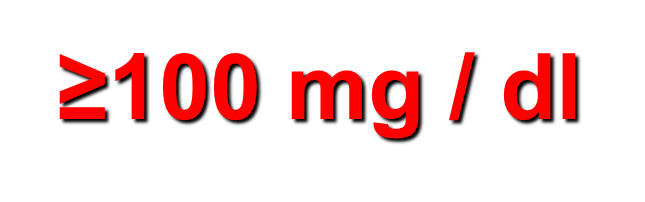 ≥100 mg / dl